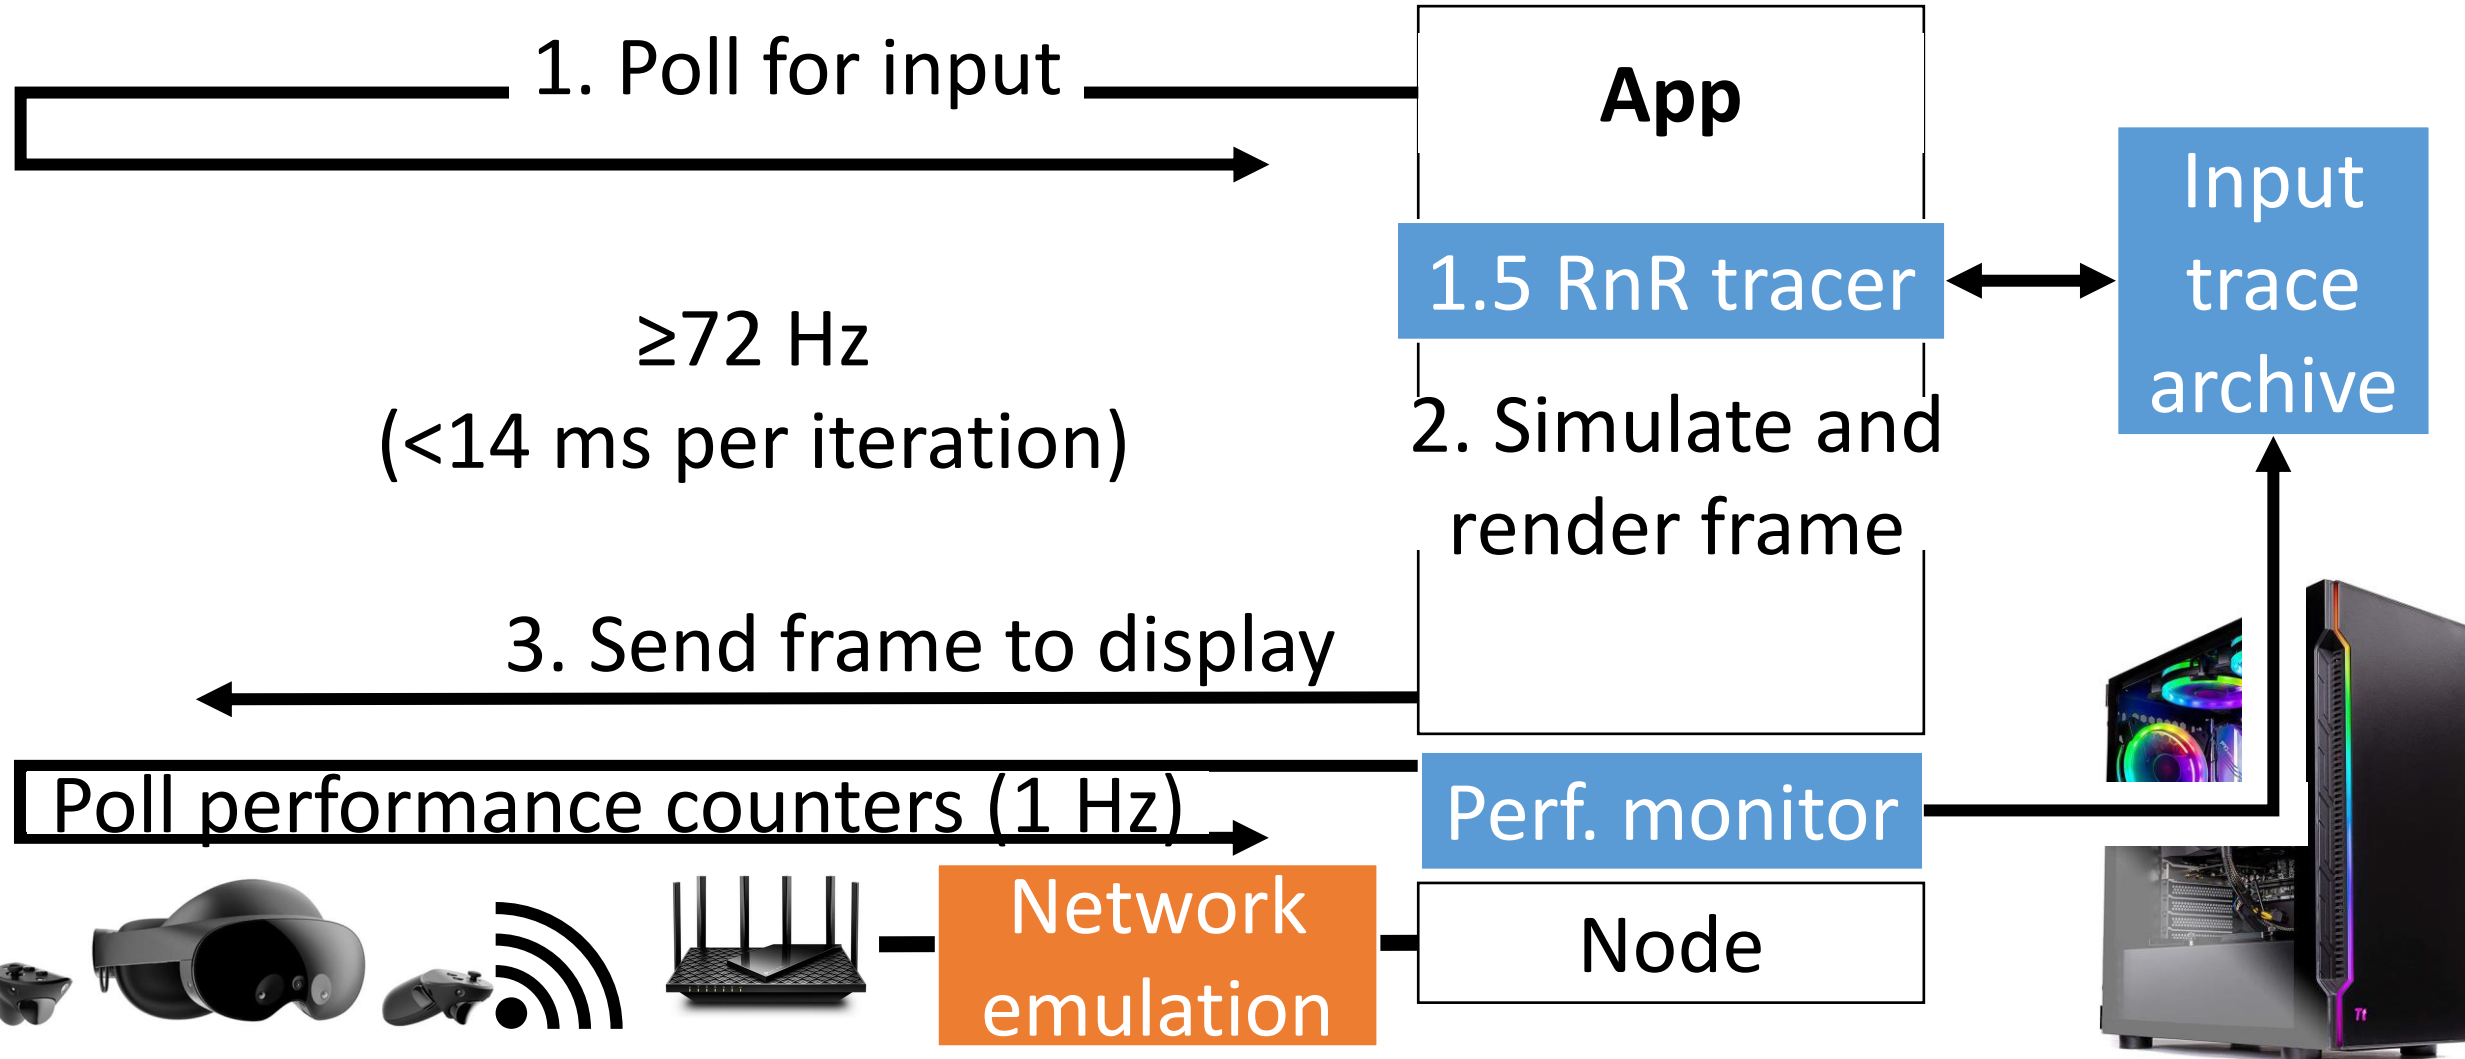 1. Poll for input
App
Input
trace
archive
1.5 RnR tracer
≥72 Hz
(<14 ms per iteration)
2. Simulate and
render frame
3. Send frame to display
Poll performance counters (1 Hz)
Perf. monitor
Network
emulation
Node
Tt